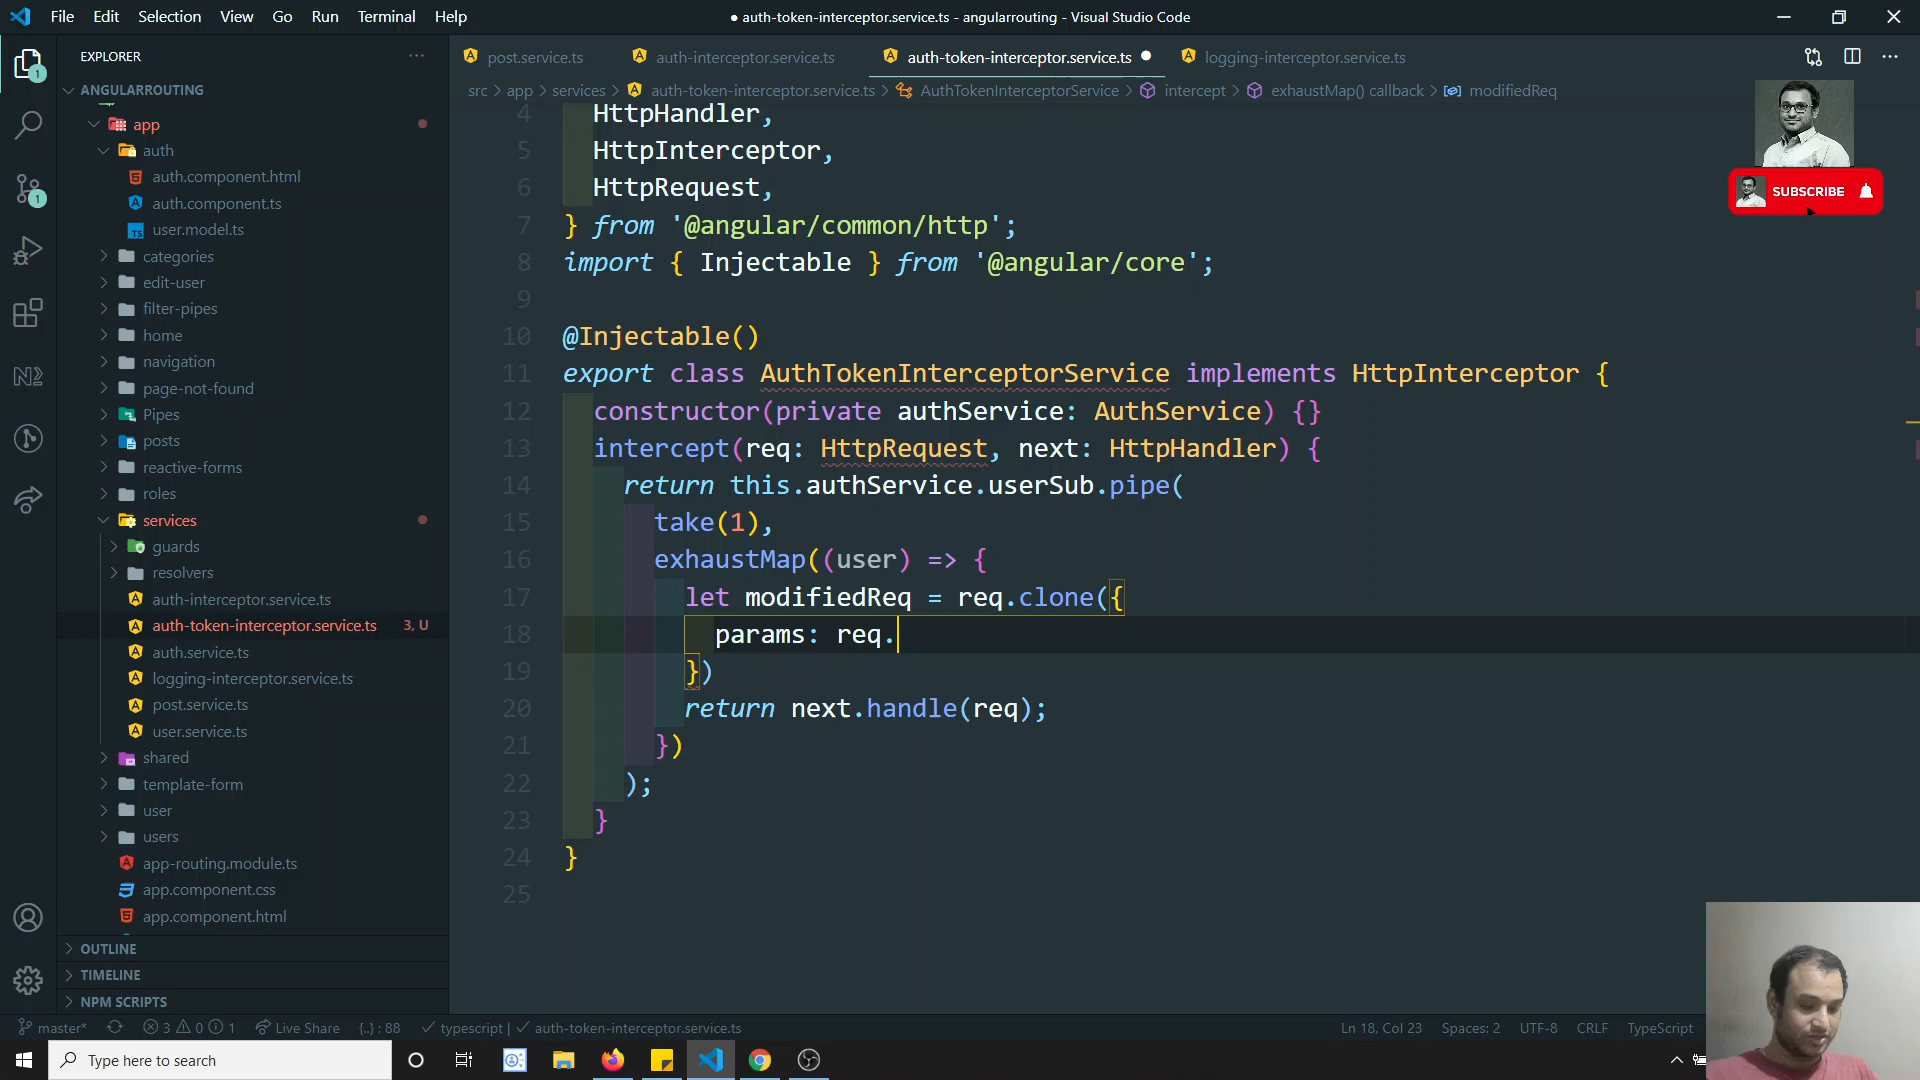 File Edit Selection View Go Run Terminal Help
● auth-token-interceptor.service.ts - angularrouting - Visual Studio Code
EXPLORER
post.service.ts auth-interceptor.service.ts auth-token-interceptor.service.ts logging-interceptor.service.ts
src > app > services > auth-token-interceptor.service.ts > AuthTokenInterceptorService > intercept > exhaustMap() callback > modifiedReq
ANGULARROUTING
app
auth
auth.component.html
auth.component.ts
user.model.ts
categories
edit-user
filter-pipes
home
navigation
page-not-found
Pipes
posts
reactive-forms
roles
services
guards
resolvers
auth-interceptor.service.ts
auth-token-interceptor.service.ts 3, U
auth.service.ts
logging-interceptor.service.ts
post.service.ts
user.service.ts
shared
template-form
user
users
app-routing.module.ts
app.component.css
app.component.html
OUTLINE
TIMELINE
NPM SCRIPTS
4 HttpHandler,
5 HttpInterceptor,
6 HttpRequest,
7 } from '@angular/common/http';
8 import { Injectable } from '@angular/core';
9
10 @Injectable()
11 export class AuthTokenInterceptorService implements HttpInterceptor {
12 constructor(private authService: AuthService) {}
13 intercept(req: HttpRequest, next: HttpHandler) {
14 return this.authService.userSub.pipe(
15 take(1),
16 exhaustMap((user) => {
17 let modifiedReq = req.clone({
18 params: req.
19 })
20 return next.handle(req);
21 })
22 );
23 }
24 }
25
SUBSCRIBE
1
1
master* 3 0 1 Live Share {..} : 88 typescript | auth-token-interceptor.service.ts
Ln 18, Col 23 Spaces: 2 UTF-8 CRLF TypeScript
Type here to search